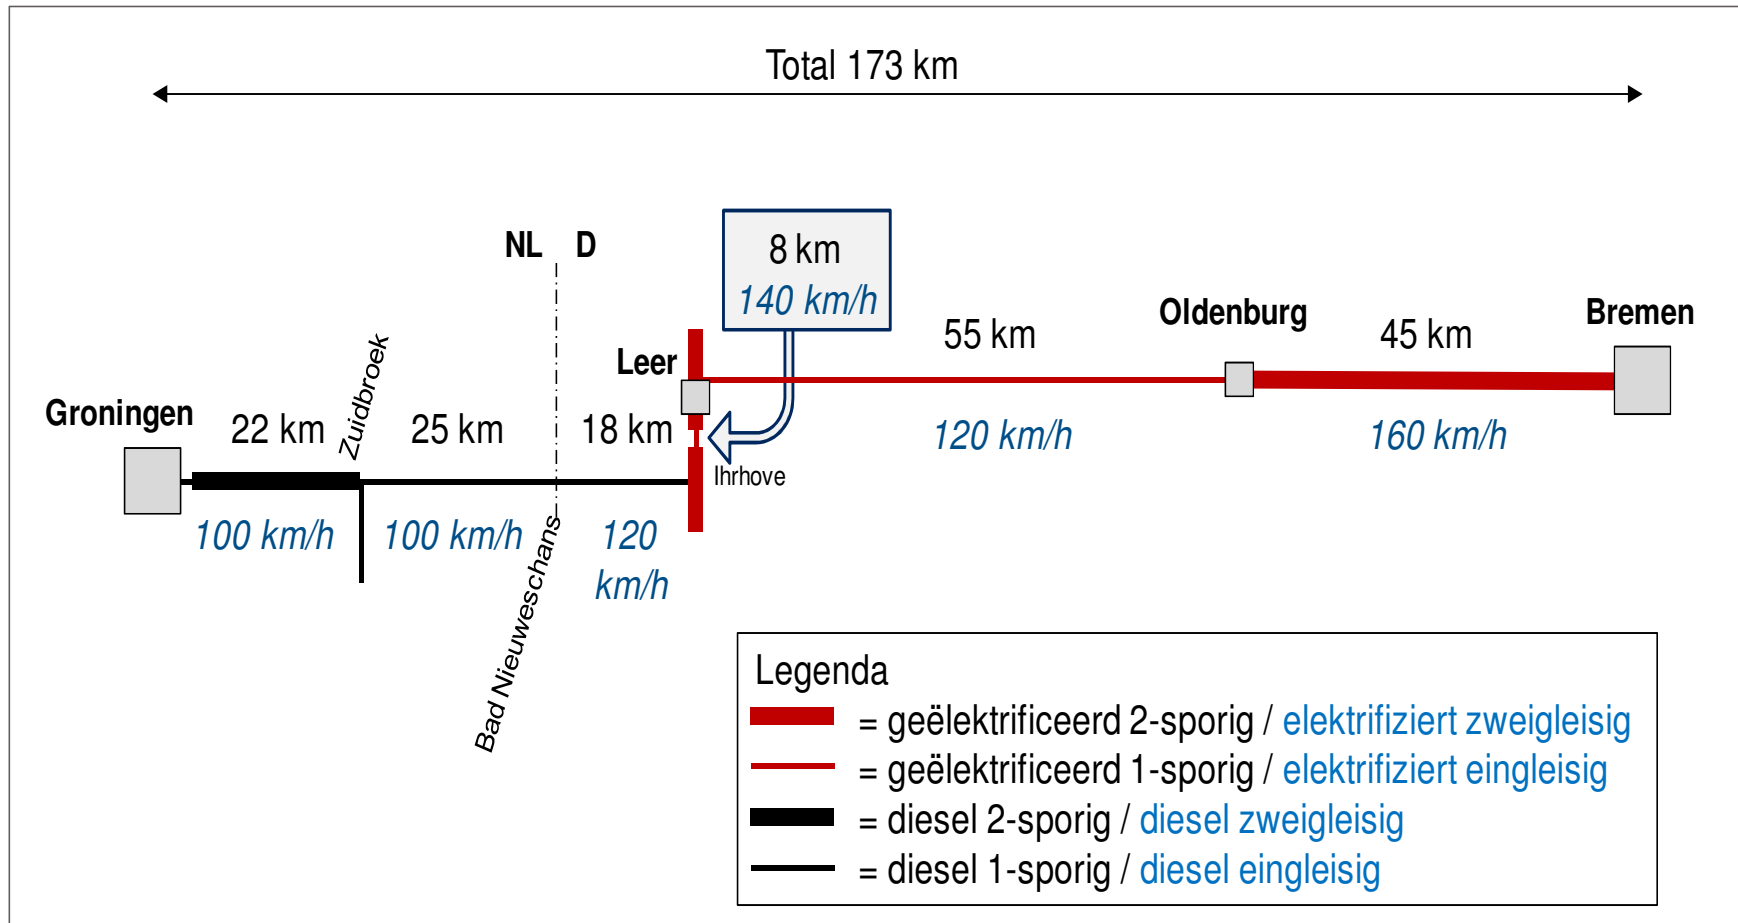 Total 173 km
NL D
8 km
140 km/h
Oldenburg
Bremen
55 km
45 km
Leer
Zuidbroek
Groningen
22 km
25 km
18 km
120 km/h
160 km/h
Ihrhove
100 km/h
100 km/h
120
km/h
Bad Nieuweschans
Legenda
= geëlektrificeerd 2-sporig / elektrifiziert zweigleisig
= geëlektrificeerd 1-sporig / elektrifiziert eingleisig
= diesel 2-sporig / diesel zweigleisig
= diesel 1-sporig / diesel eingleisig